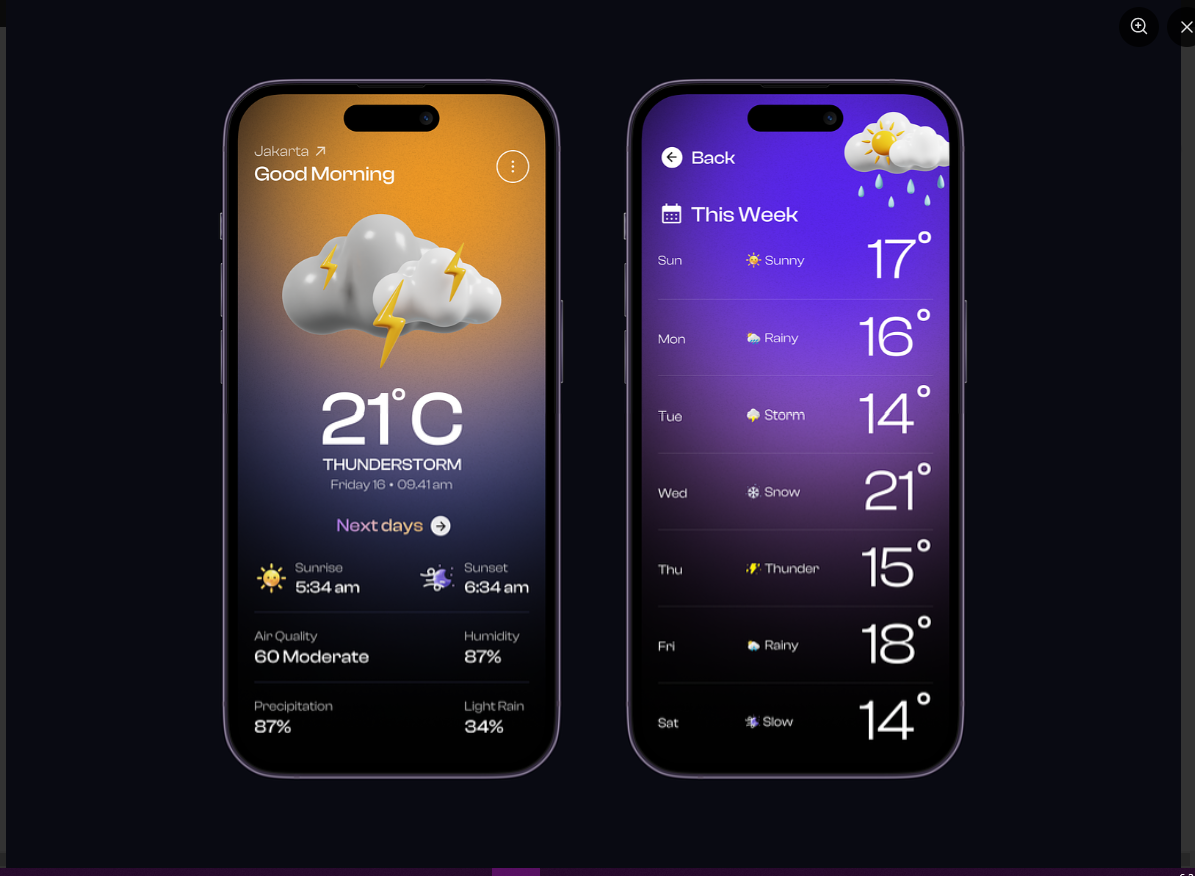 Jakarta
Good Morning
21°C
THUNDERSTORM
Friday 16 • 09.41 am
Next days
Sunrise
5:34 am
Sunset
6:34 am
Air Quality
60 Moderate
Humidity
87%
Precipitation
87%
Light Rain
34%
Back
This Week
Sun Sunny 17°
Mon Rainy 16°
Tue Storm 14°
Wed Snow 21°
Thu Thunder 15°
Fri Rainy 18°
Sat Slow 14°